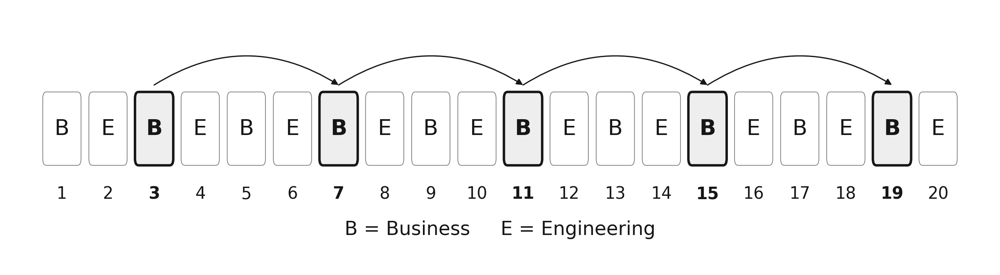 B E B E B E B E B E B E B E B E B E B E
1 2 3 4 5 6 7 8 9 10 11 12 13 14 15 16 17 18 19 20
B = Business E = Engineering